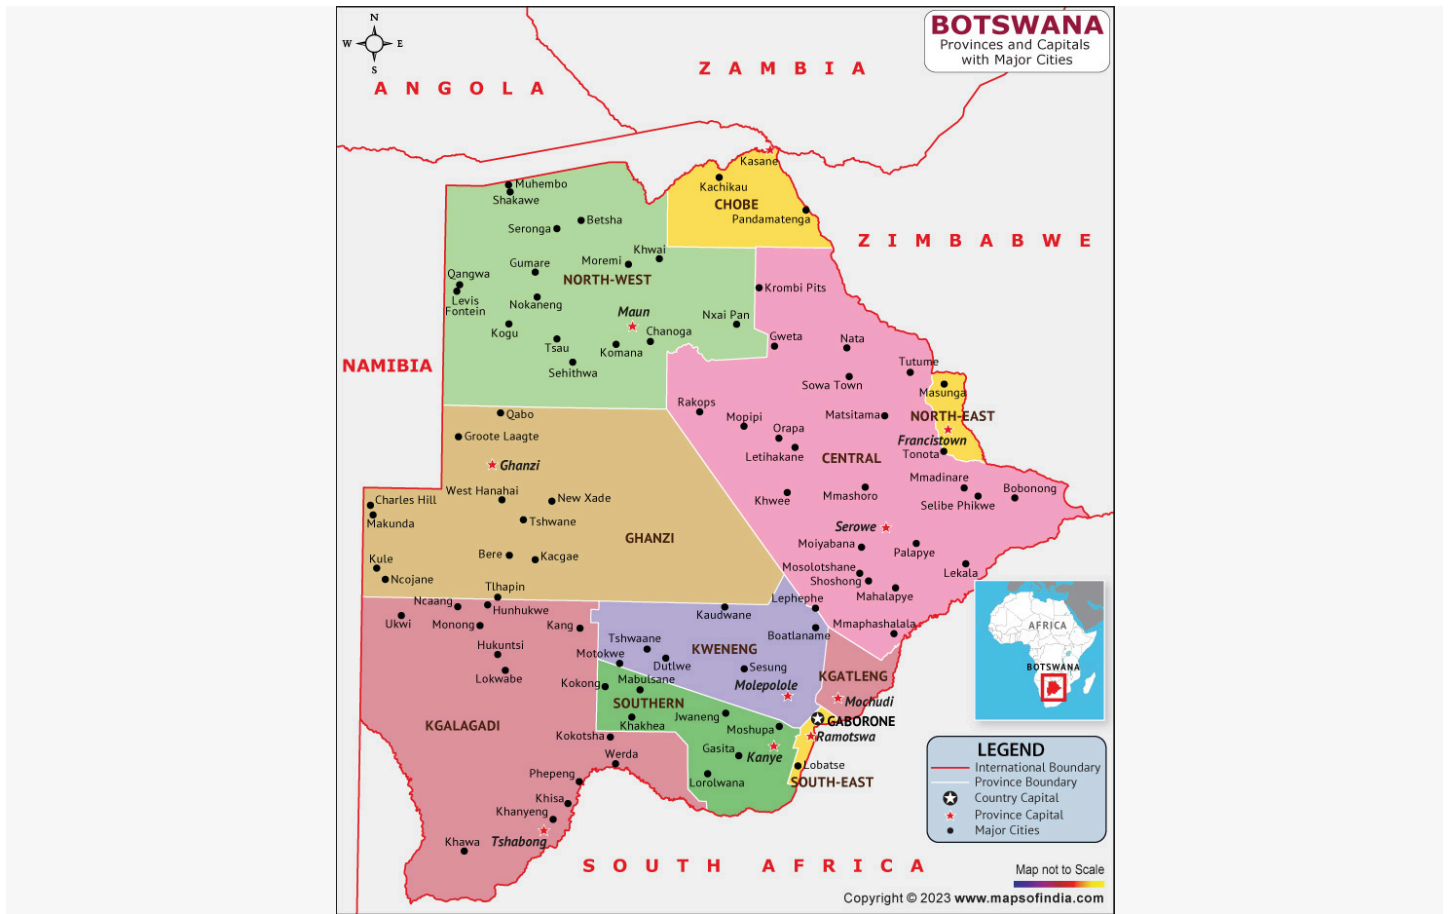 BOTSWANA
Provinces and Capitals
with Major Cities
N
W
E
S
ANGOLA
ZAMBIA
ZIMBABWE
NAMIBIA
SOUTH AFRICA
Kasane
Kachikau
CHOBE
Pandamatenga
Muhembo
Shakawe
Betsha
Seronga
Khwai
Moremi
Gumare
NORTH-WEST
Qangwa
Levis
Fontein
Nokaneng
Maun
Nxai Pan
Kogu
Chanoga
Tsau
Komana
Sehithwa
Krombi Pits
Gweta
Nata
Tutume
Sowa Town
Masunga
Rakops
Mopipi
Matsitama
NORTH-EAST
Orapa
Francistown
Letlhakane
CENTRAL
Tonota
Mmadinare
Bobonong
Khwee
Mmashoro
Selibe Phikwe
Serowe
Moiyabana
Palapye
Mosolotshane
Lekala
Shoshong
Mahalapye
Mmaphashalala
Qabo
Groote Laagte
Ghanzi
West Hanahai
New Xade
Charles Hill
Makunda
Tshwane
GHANZI
Bere
Kacgae
Kule
Ncojane
Tlhapin
Ncaang
Hunhukwe
Ukwi
Monong
Kang
Hukuntsi
Lokwabe
KGALAGADI
Kokotsha
Werda
Phepeng
Khisa
Khanyeng
Tshabong
Khawa
Lephephe
Kaudwane
Boatlaname
Tshwaane
KWENENG
Motokwe
Dutlwe
Sesung
Molepolole
KGATLENG
Mochudi
Kokong
Mabulsane
SOUTHERN
Khakhea
Jwaneng
Moshupa
Gasita
Kanye
Lorolwana
GABORONE
Ramotswa
Lobatse
SOUTH-EAST
AFRICA
BOTSWANA
LEGEND
International Boundary
Province Boundary
Country Capital
Province Capital
Major Cities
Map not to Scale
Copyright © 2023 www.mapsofindia.com